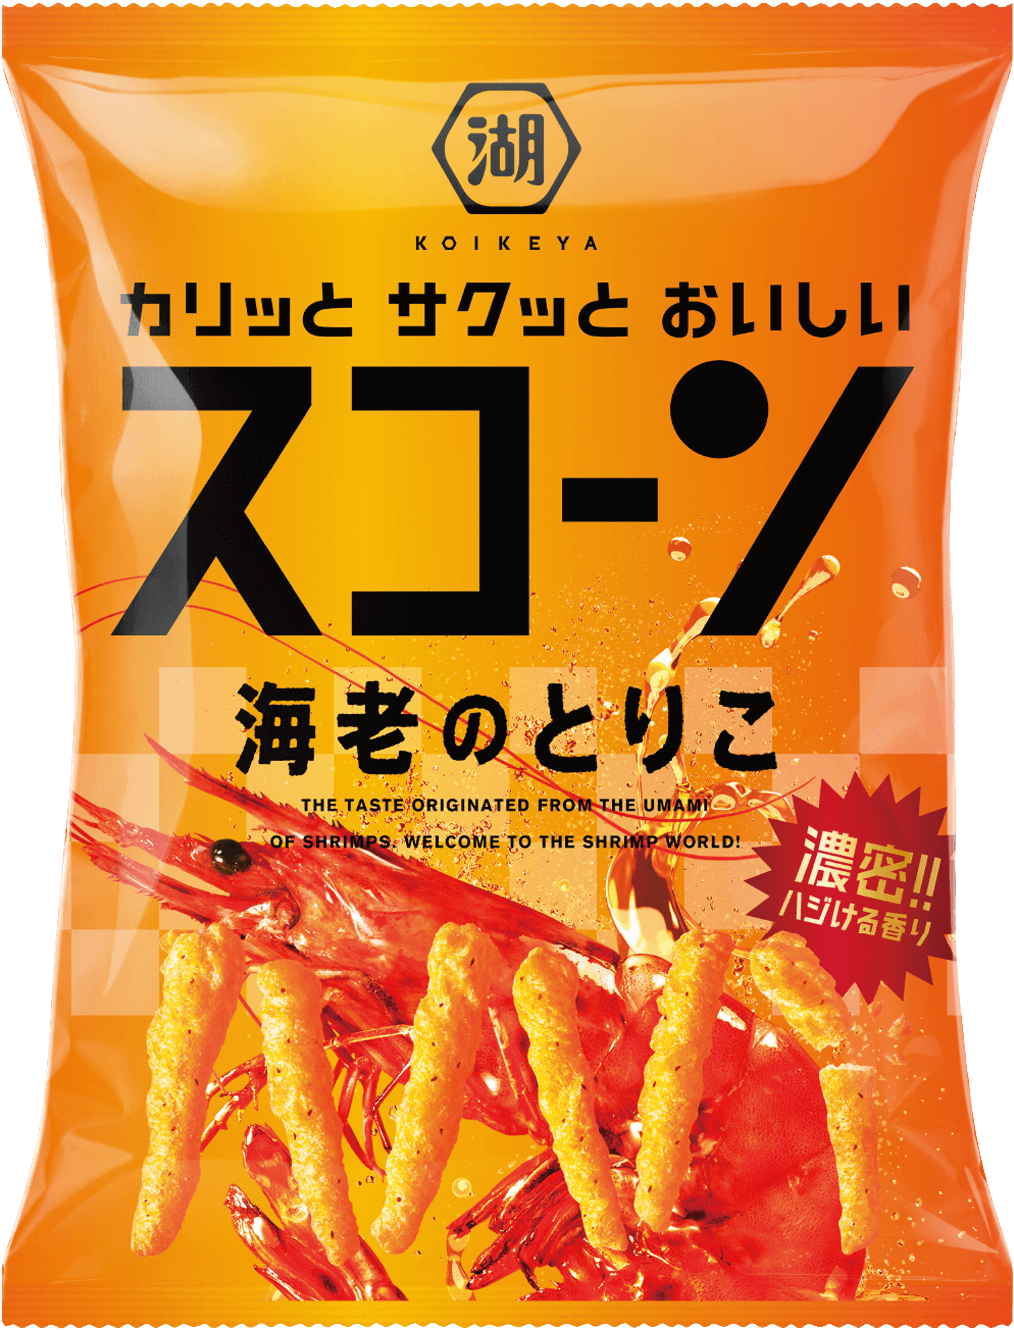 湖
KOIKEYA
カリッと サクッと おいしい
スコーン
海老のとりこ
THE TASTE ORIGINATED FROM THE UMAMI
OF SHRIMPS. WELCOME TO THE SHRIMP WORLD!
濃密!!
ハジける香り